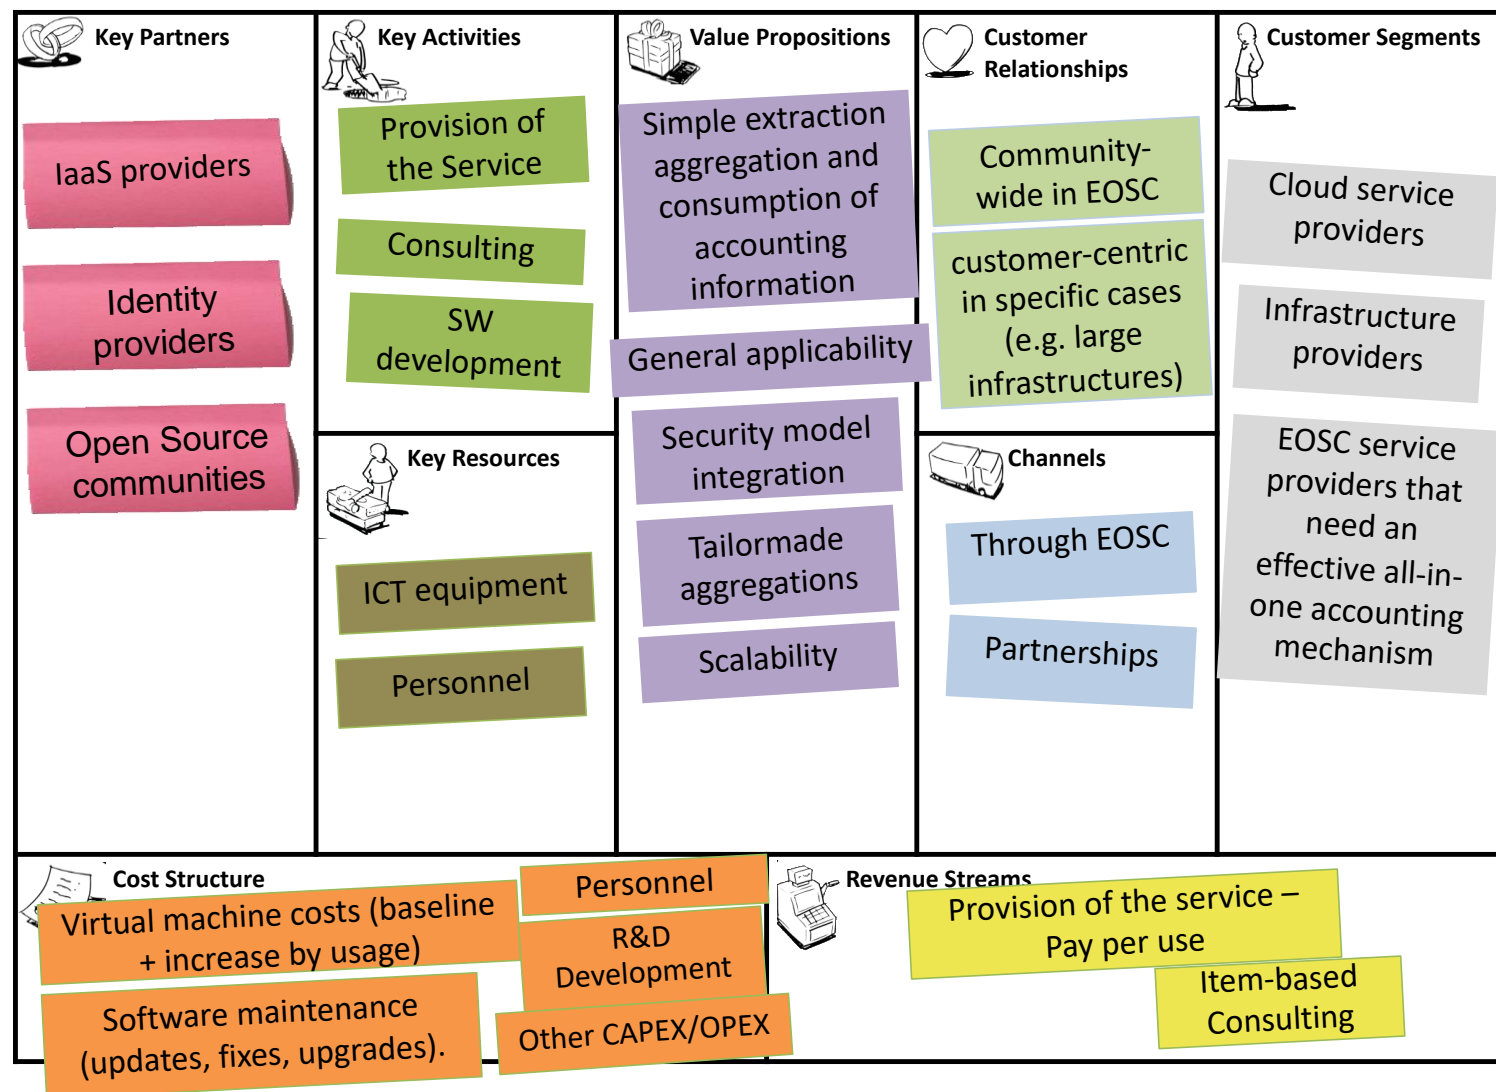 Key Partners
IaaS providers
Identity
providers
Open Source
communities
Key Activities
Provision of
the Service
Consulting
SW
development
Key Resources
ICT equipment
Personnel
Value Propositions
Simple extraction
aggregation and
consumption of
accounting
information
General applicability
Security model
integration
Tailormade
aggregations
Scalability
Customer
Relationships
Community-
wide in EOSC
customer-centric
in specific cases
(e.g. large
infrastructures)
Channels
Through EOSC
Partnerships
Customer Segments
Cloud service
providers
Infrastructure
providers
EOSC service
providers that
need an
effective all-in-
one accounting
mechanism
Cost Structure
Virtual machine costs (baseline
+ increase by usage)
Software maintenance
(updates, fixes, upgrades).
Personnel
R&D
Development
Other CAPEX/OPEX
Revenue Streams
Provision of the service –
Pay per use
Item-based
Consulting